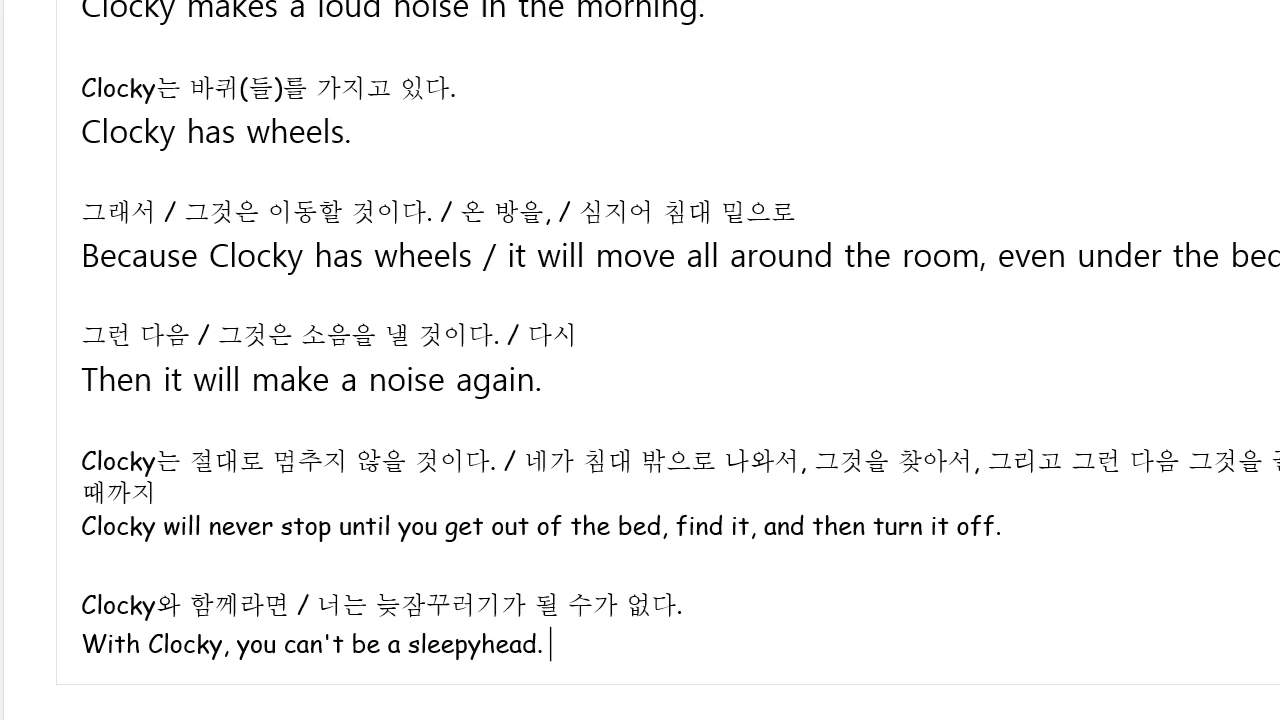 Clocky makes a loud noise in the morning.
Clocky는 바퀴(들)를 가지고 있다.
Clocky has wheels.
그래서 / 그것은 이동할 것이다. / 온 방을, / 심지어 침대 밑으로
Because Clocky has wheels / it will move all around the room, even under the bed
그런 다음 / 그것은 소음을 낼 것이다. / 다시
Then it will make a noise again.
Clocky는 절대로 멈추지 않을 것이다. / 네가 침대 밖으로 나와서, 그것을 찾아서, 그리고 그런 다음 그것을
때까지
Clocky will never stop until you get out of the bed, find it, and then turn it off.
Clocky와 함께라면 / 너는 늦잠꾸러기가 될 수가 없다.
With Clocky, you can't be a sleepyhead.